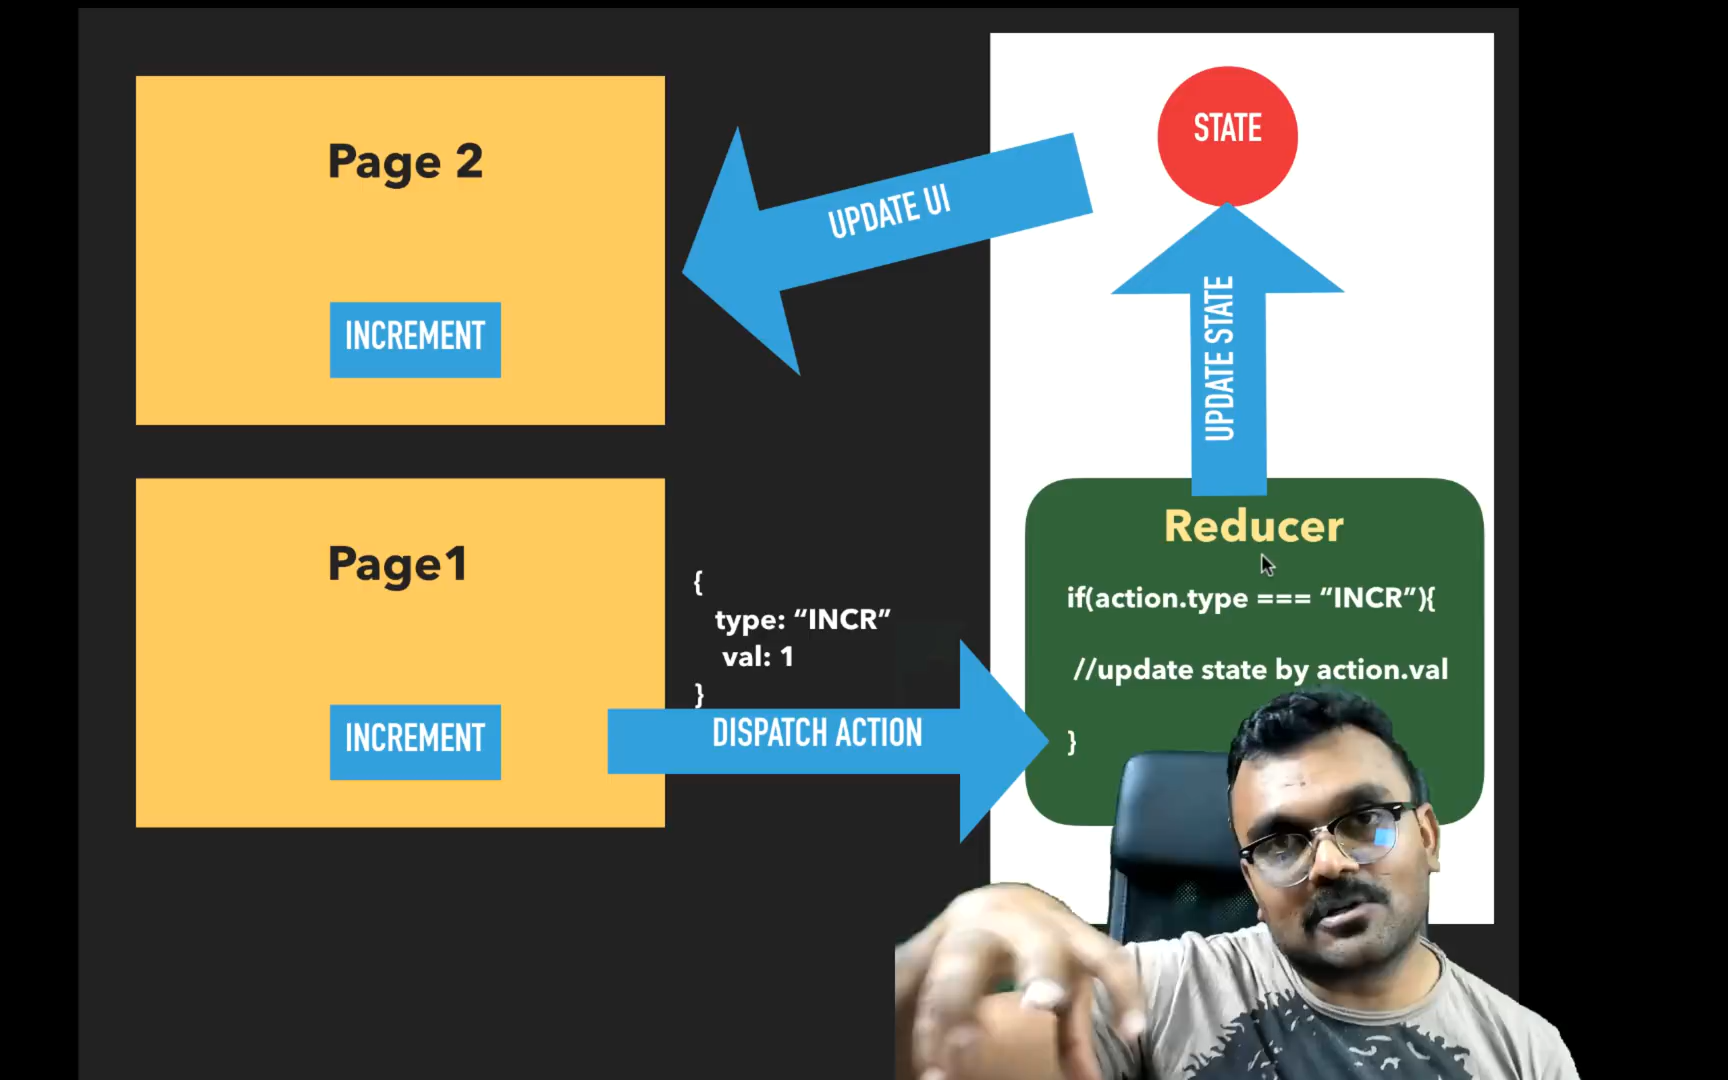 Page 2
INCREMENT
UPDATE UI
STATE
UPDATE STATE
Page1
INCREMENT
{
type: “INCR”
val: 1
}
DISPATCH ACTION
Reducer
if(action.type === “INCR”){
//update state by action.val
}